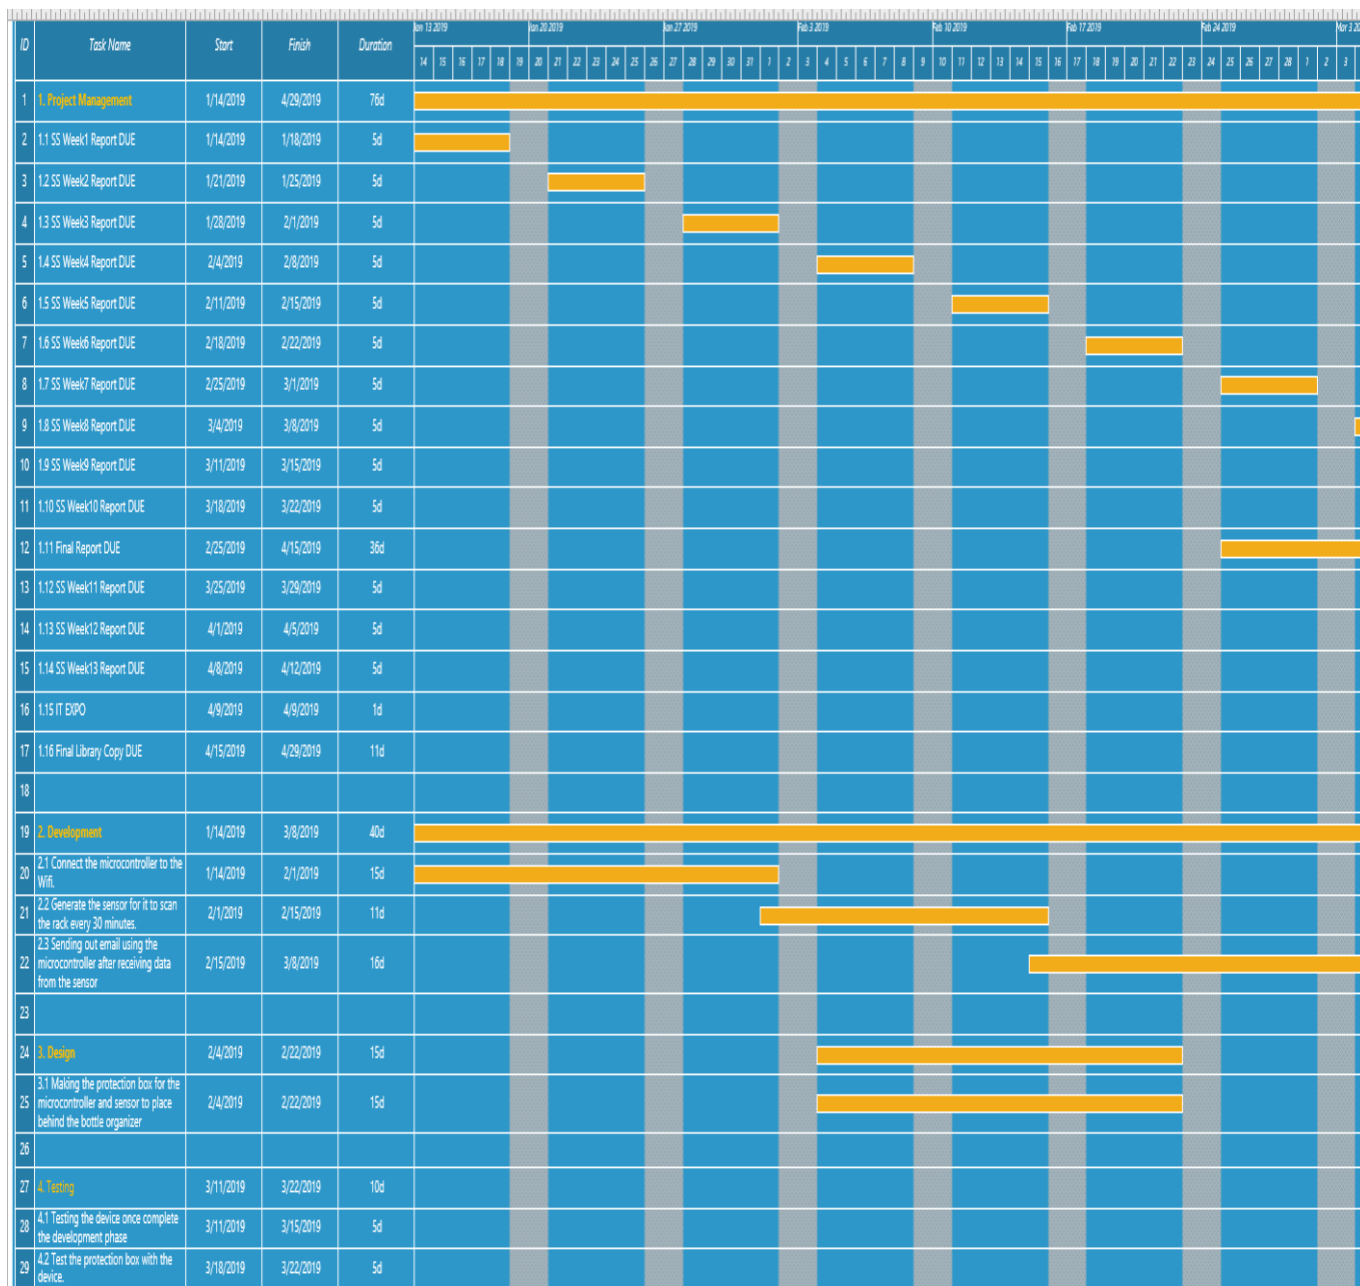 ID Task Name Start Finish Duration
Jan 13 2019 Jan 20 2019 Jan 27 2019 Feb 3 2019 Feb 10 2019 Feb 17 2019 Feb 24 2019 Mar 3
14 15 16 17 18 19 20 21 22 23 24 25 26 27 28 29 30 31 1 2 3 4 5 6 7 8 9 10 11 12 13 14 15 16 17 18 19 20 21 22 23 24 25 26 27 28 1 2 3
1 1. Project Management 1/14/2019 4/29/2019 76d
2 1.1 SS Week1 Report DUE 1/14/2019 1/18/2019 5d
3 1.2 SS Week2 Report DUE 1/21/2019 1/25/2019 5d
4 1.3 SS Week3 Report DUE 1/28/2019 2/1/2019 5d
5 1.4 SS Week4 Report DUE 2/4/2019 2/8/2019 5d
6 1.5 SS Week5 Report DUE 2/11/2019 2/15/2019 5d
7 1.6 SS Week6 Report DUE 2/18/2019 2/22/2019 5d
8 1.7 SS Week7 Report DUE 2/25/2019 3/1/2019 5d
9 1.8 SS Week8 Report DUE 3/4/2019 3/8/2019 5d
10 1.9 SS Week9 Report DUE 3/11/2019 3/15/2019 5d
11 1.10 SS Week10 Report DUE 3/18/2019 3/22/2019 5d
12 1.11 Final Report DUE 2/25/2019 4/15/2019 36d
13 1.12 SS Week11 Report DUE 3/25/2019 3/29/2019 5d
14 1.13 SS Week12 Report DUE 4/1/2019 4/5/2019 5d
15 1.14 SS Week13 Report DUE 4/8/2019 4/12/2019 5d
16 1.15 IT EXPO 4/9/2019 4/9/2019 1d
17 1.16 Final Library Copy DUE 4/15/2019 4/29/2019 11d
18
19 2. Development 1/14/2019 3/8/2019 40d
20 2.1 Connect the microcontroller to the
Wifi. 1/14/2019 2/1/2019 15d
21 2.2 Generate the sensor for it to scan
the rack every 30 minutes. 2/1/2019 2/15/2019 11d
22 2.3 Sending out email using the
microcontroller after receiving data
from the sensor 2/15/2019 3/8/2019 16d
23
24 3. Design 2/4/2019 2/22/2019 15d
25 3.1 Making the protection box for the
microcontroller and sensor to place
behind the bottle organizer 2/4/2019 2/22/2019 15d
26
27 4. Testing 3/11/2019 3/22/2019 10d
28 4.1 Testing the device once complete
the development phase 3/11/2019 3/15/2019 5d
29 4.2 Test the protection box with the
device. 3/18/2019 3/22/2019 5d